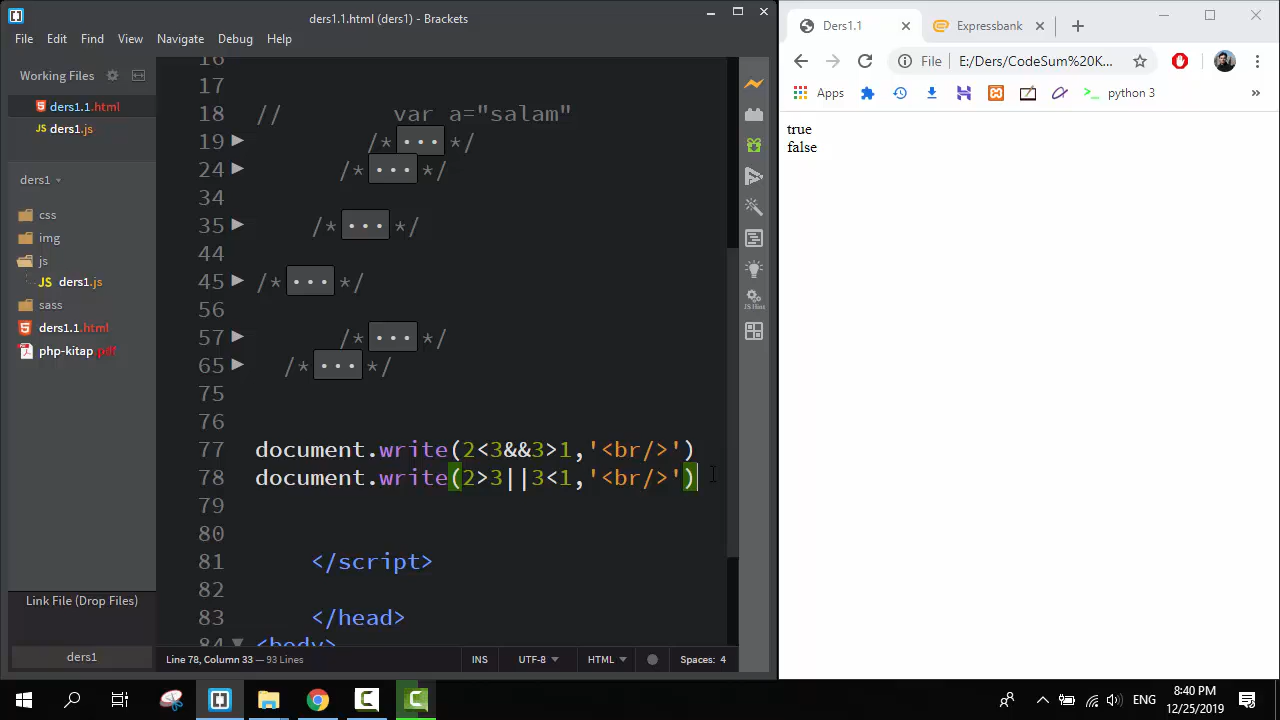 ders1.1.html (ders1) - Brackets
File Edit Find View Navigate Debug Help
Working Files
ders1.1.html
JS ders1.js
ders1
css
img
js
JS ders1.js
sass
ders1.1.html
php-kitap.pdf
Link File (Drop Files)
ders1
16
17
18 // var a="salam"
19 /*...*/
24 /*...*/
34
35 /*...*/
44
45 /*...*/
56
57 /*...*/
65 /*...*/
75
76
77 document.write(2<3&&3>1,'<br/>')
78 document.write(2>3||3<1,'<br/>')
79
80
81 </script>
82
83 </head>
84 <body>
Line 78, Column 33 — 93 Lines
INS UTF-8 HTML Spaces: 4
JS Hint
Ders1.1
Expressbank
File E:/Ders/CodeSum%20K...
Apps python 3 »
true
false
ENG
8:40 PM
12/25/2019